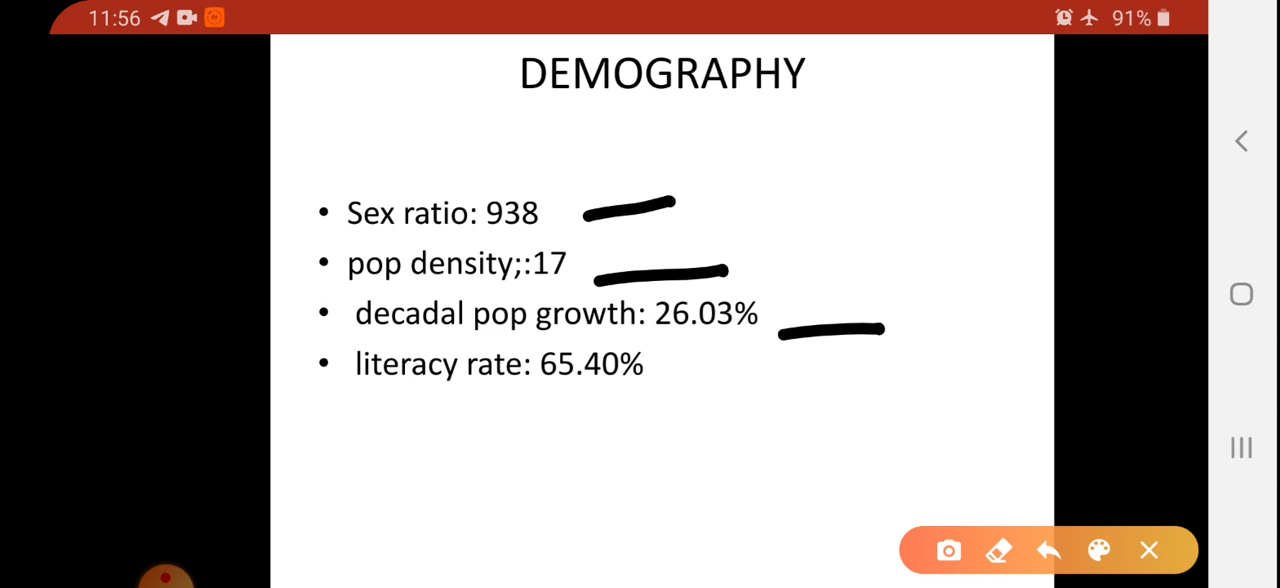 11:56
91%
DEMOGRAPHY
• Sex ratio: 938
• pop density;:17
• decadal pop growth: 26.03%
• literacy rate: 65.40%